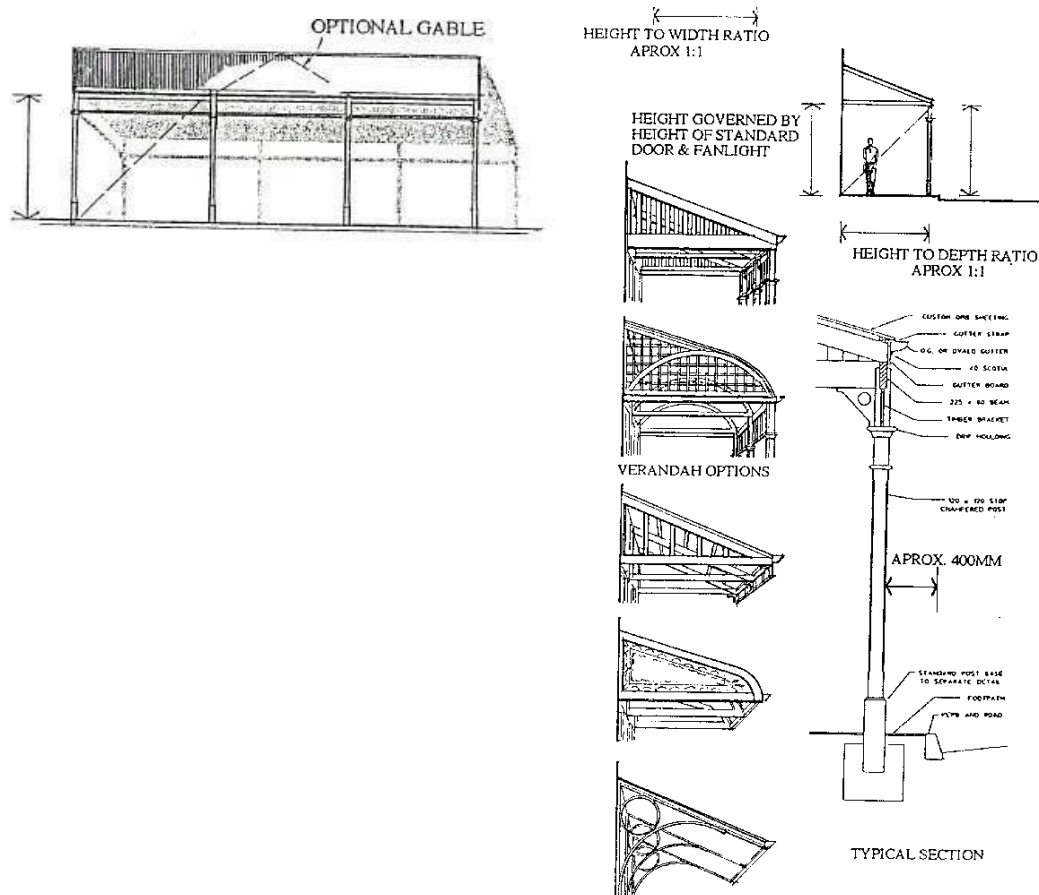 OPTIONAL GABLE
HEIGHT TO WIDTH RATIO
APROX 1:1
HEIGHT GOVERNED BY
HEIGHT OF STANDARD
DOOR & FANLIGHT
HEIGHT TO DEPTH RATIO
APROX 1:1
VERANDAH OPTIONS
CUSTOM ORB SHEETING
GUTTER STRAP
O.G. OR OVALO GUTTER
40 SCOTIA
GUTTER BOARD
225 x 80 BEAM
TIMBER BRACKET
DRIP MOULDING
120 x 120 STOP
CHAMFERED POST
APROX. 400MM
STANDARD POST BASE
TO SEPARATE DETAIL
FOOTPATH
KERB AND ROAD
TYPICAL SECTION